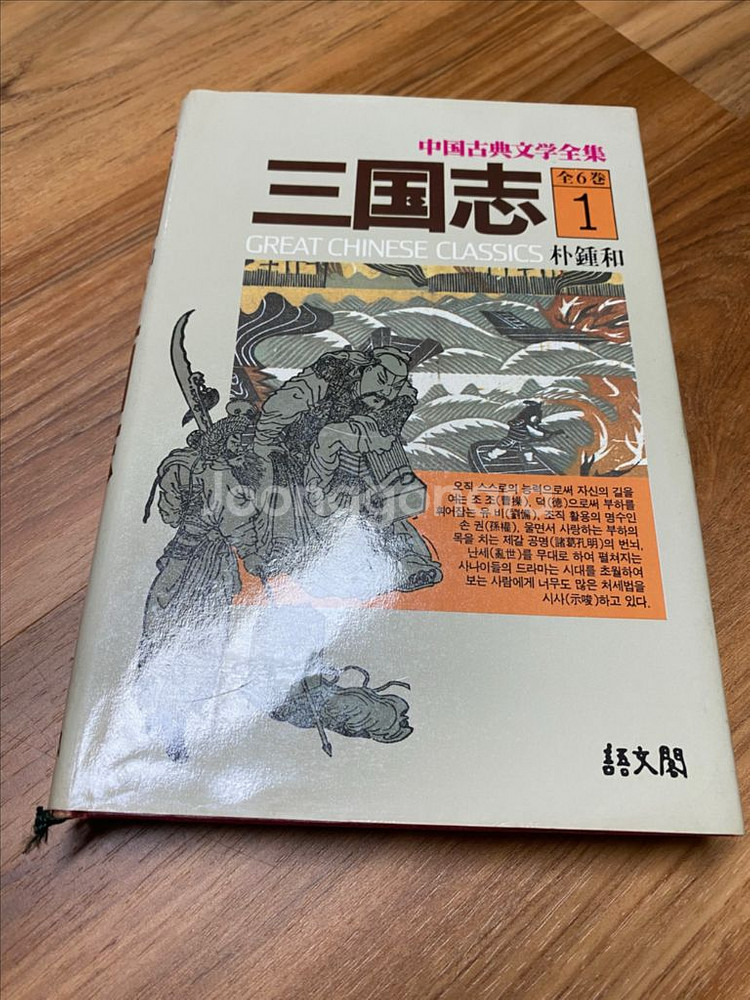 中国古典文学全集
三国志
全6巻
1
GREAT CHINESE CLASSICS
朴鍾和
오직 스스로의 능력으로써 자신의 길을
여는 조 조(曹操), 덕(德)으로써 부하를
휘어잡는 유 비(劉備), 조직 활용의 명수인
손 권(孫權), 울면서 사랑하는 부하의
목을 치는 제갈 공명(諸葛孔明)의 번뇌,
난세(亂世)를 무대로 하여 펼쳐지는
사나이들의 드라마는 시대를 초월하여
보는 사람에게 너무도 많은 처세법을
시사(示唆)하고 있다.
語文閣